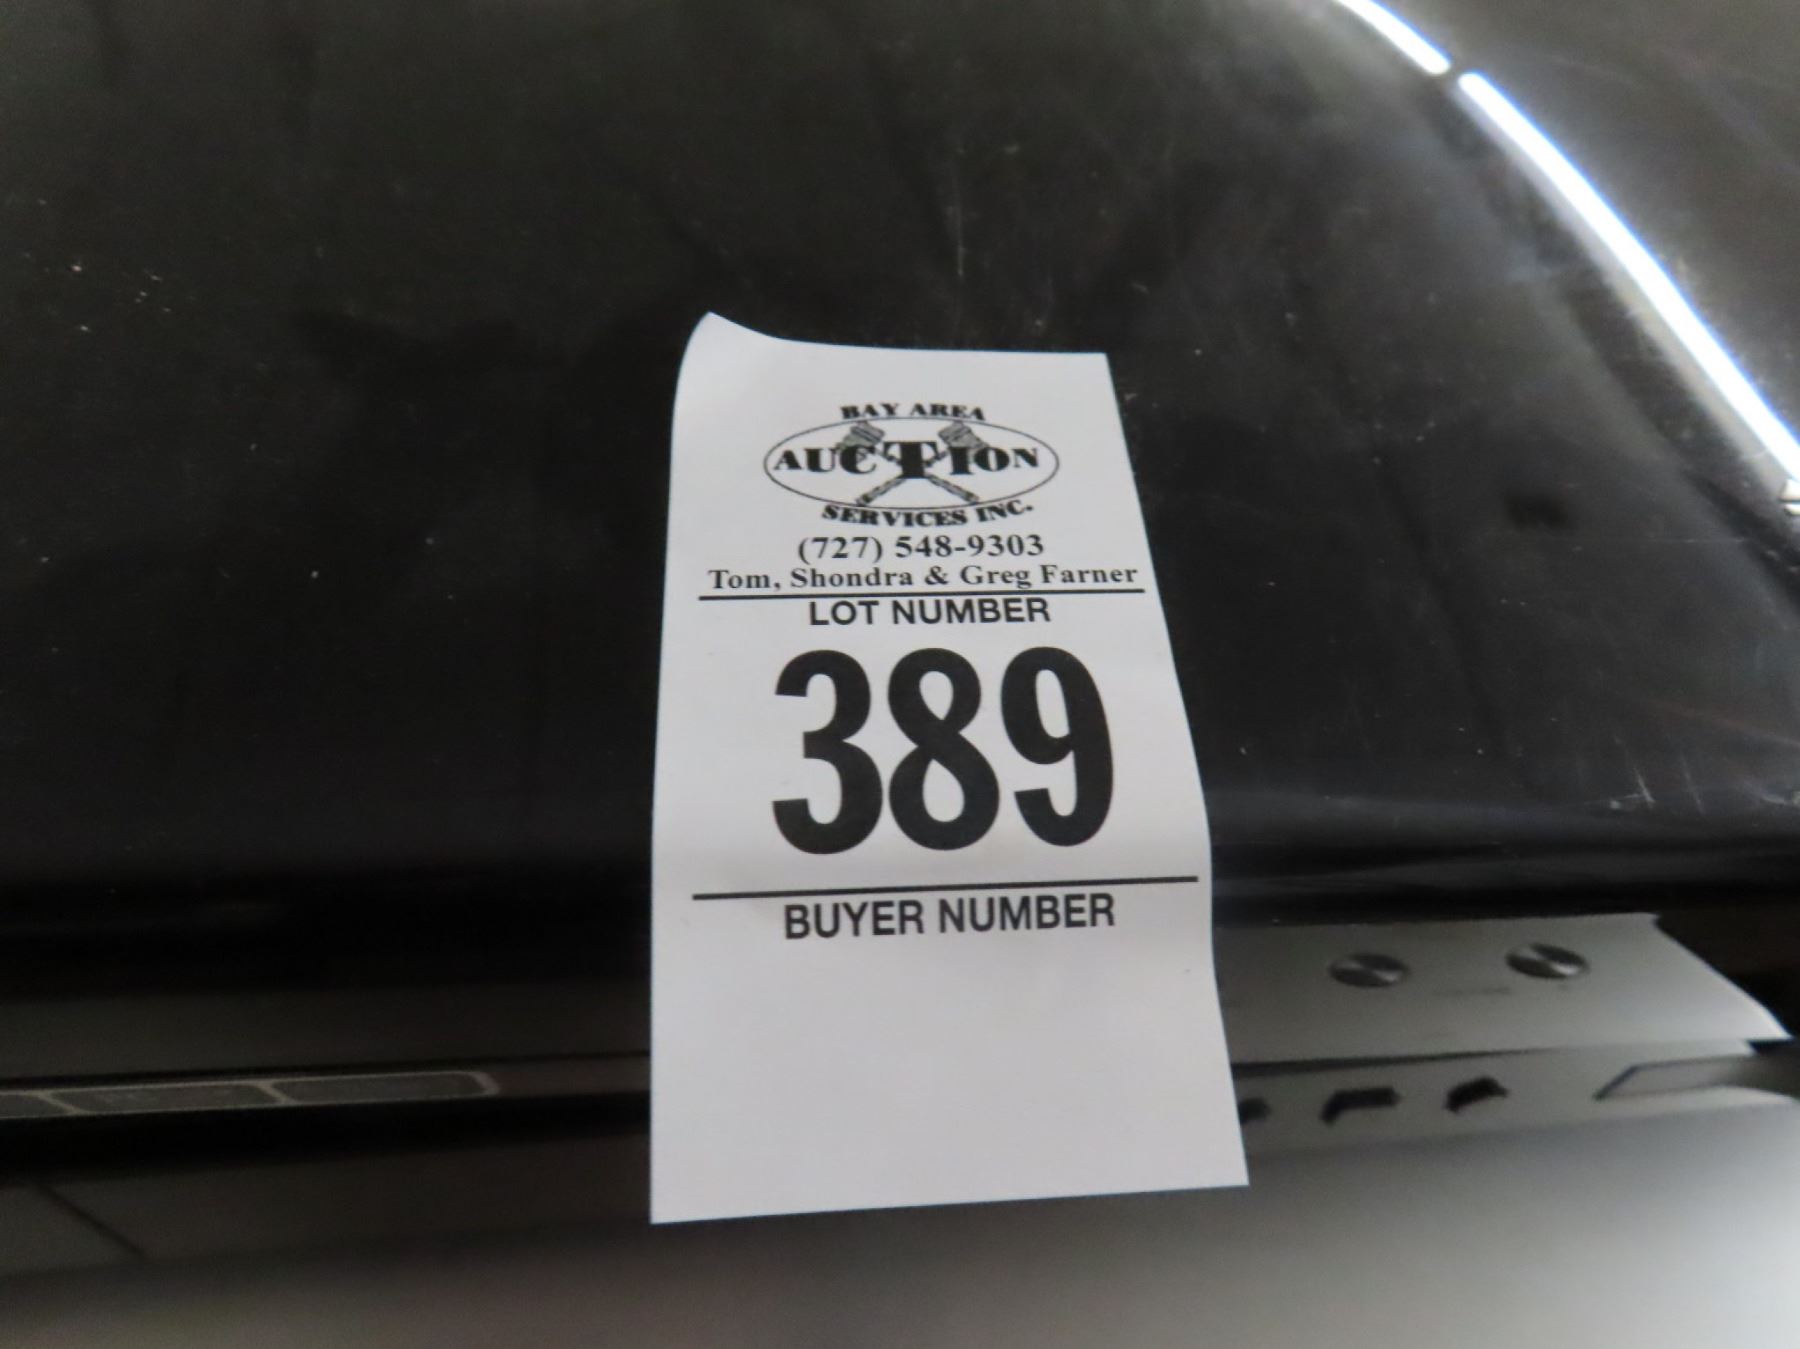 BAY AREA
AUCTION
SERVICES INC.
(727) 548-9303
Tom, Shondra & Greg Farner
LOT NUMBER
389
BUYER NUMBER